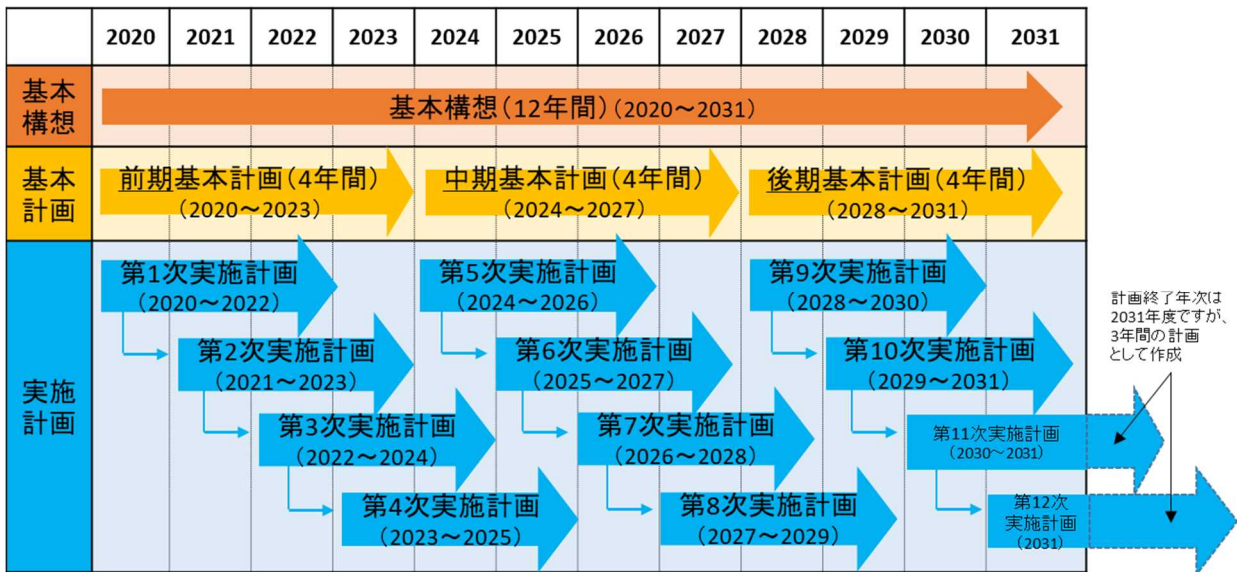 2020 2021 2022 2023 2024 2025 2026 2027 2028 2029 2030 2031
基本
構想
基本構想(12年間)(2020～2031)
基本
計画
前期基本計画(4年間)
(2020～2023)
中期基本計画(4年間)
(2024～2027)
後期基本計画(4年間)
(2028～2031)
実施
計画
第1次実施計画
(2020～2022)
第2次実施計画
(2021～2023)
第3次実施計画
(2022～2024)
第4次実施計画
(2023～2025)
第5次実施計画
(2024～2026)
第6次実施計画
(2025～2027)
第7次実施計画
(2026～2028)
第8次実施計画
(2027～2029)
第9次実施計画
(2028～2030)
第10次実施計画
(2029～2031)
第11次実施計画
(2030～2031)
第12次
実施計画
(2031)
計画終了年次は
2031年度ですが、
3年間の計画
として作成